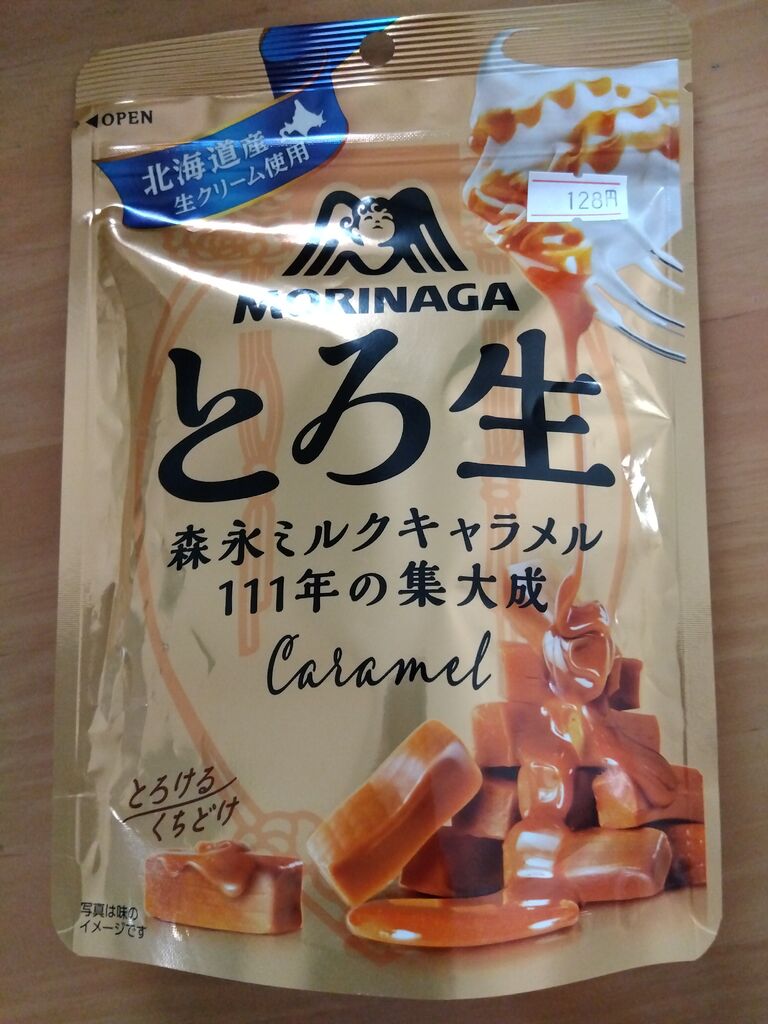 OPEN
北海道産
生クリーム使用
128円
MORINAGA
とろ生
森永ミルクキャラメル
111年の集大成
Caramel
とろける
くちどけ
写真は味の
イメージです